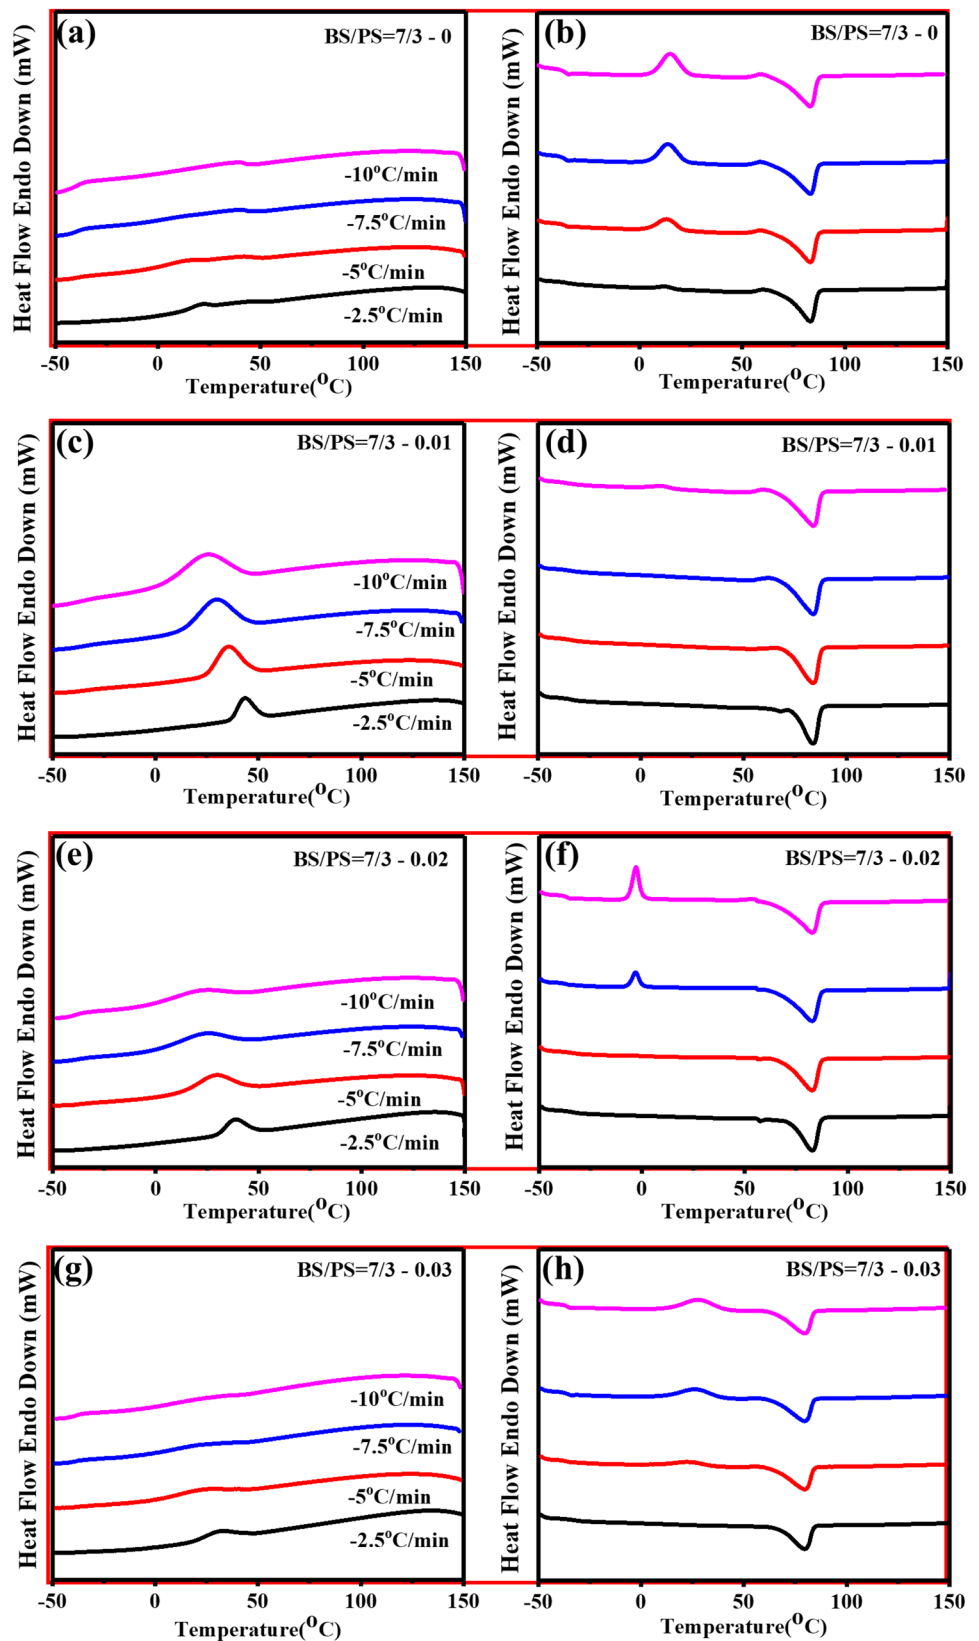 (a) BS/PS=7/3 - 0
Heat Flow Endo Down (mW)
-10°C/min
-7.5°C/min
-5°C/min
-2.5°C/min
-50 0 50 100 150
Temperature(°C)
(b) BS/PS=7/3 - 0
Heat Flow Endo Down (mW)
-50 0 50 100 150
Temperature(°C)
(c) BS/PS=7/3 - 0.01
Heat Flow Endo Down (mW)
-10°C/min
-7.5°C/min
-5°C/min
-2.5°C/min
-50 0 50 100 150
Temperature(°C)
(d) BS/PS=7/3 - 0.01
Heat Flow Endo Down (mW)
-50 0 50 100 150
Temperature(°C)
(e) BS/PS=7/3 - 0.02
Heat Flow Endo Down (mW)
-10°C/min
-7.5°C/min
-5°C/min
-2.5°C/min
-50 0 50 100 150
Temperature(°C)
(f) BS/PS=7/3 - 0.02
Heat Flow Endo Down (mW)
-50 0 50 100 150
Temperature(°C)
(g) BS/PS=7/3 - 0.03
Heat Flow Endo Down (mW)
-10°C/min
-7.5°C/min
-5°C/min
-2.5°C/min
-50 0 50 100 150
Temperature(°C)
(h) BS/PS=7/3 - 0.03
Heat Flow Endo Down (mW)
-50 0 50 100 150
Temperature(°C)